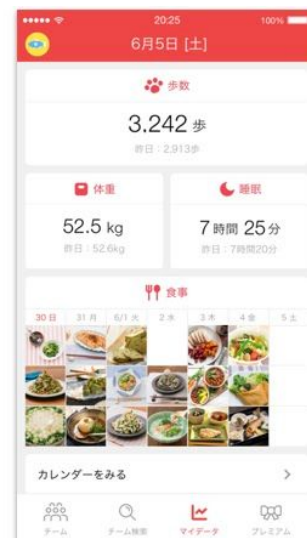 20:25
100%
6月5日 [土]
歩数
3.242 歩
昨日：2,913歩
体重
睡眠
52.5 kg
7時間 25分
昨日：52.6kg
昨日：7時間20分
食事
30 日 31 月 6/1 火 2 水 3 木 4 金 5 土
カレンダーをみる
チーム
チーム検索
マイデータ
プレミアム